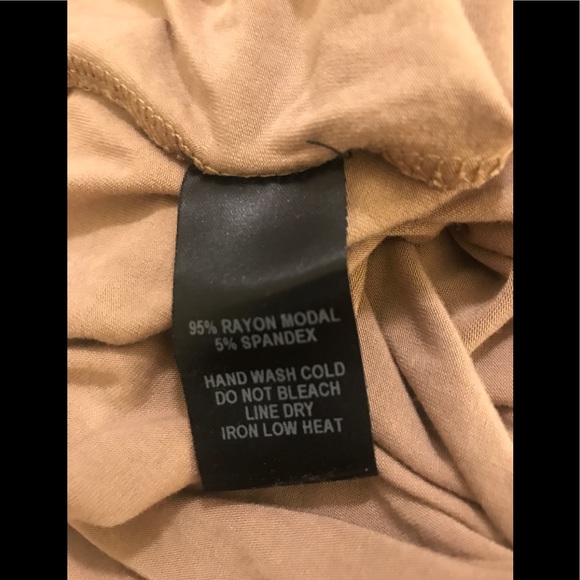 95% RAYON MODAL
5% SPANDEX
HAND WASH COLD
DO NOT BLEACH
LINE DRY
IRON LOW HEAT